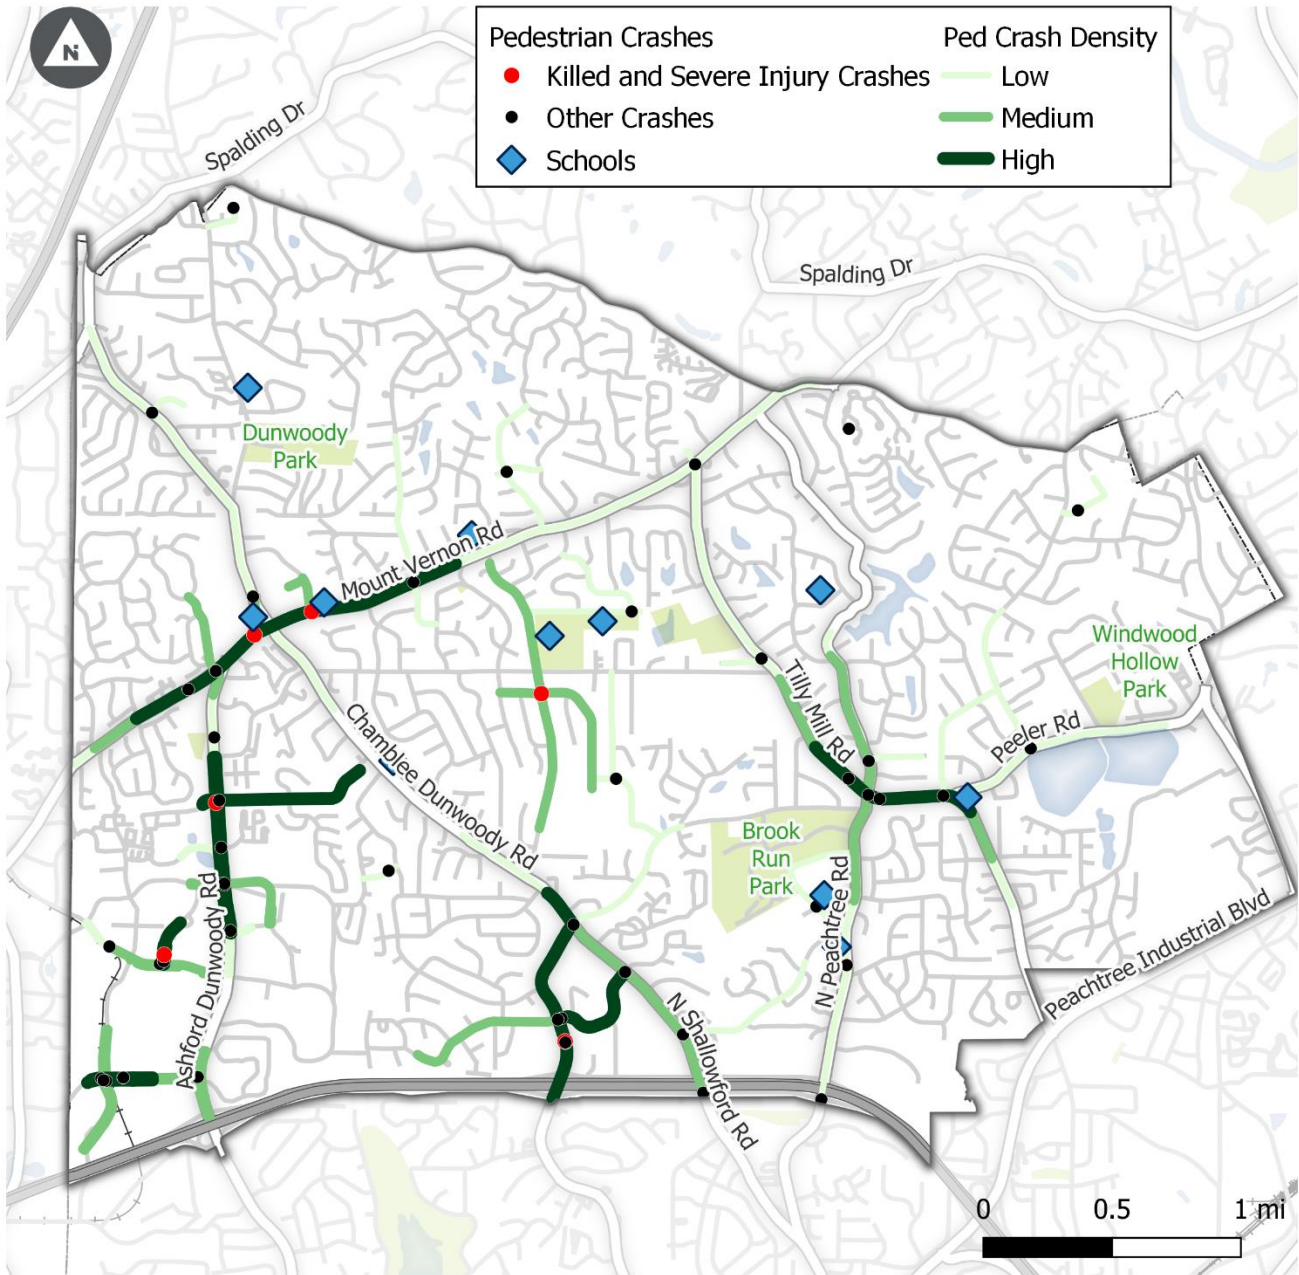 N
Pedestrian Crashes
Killed and Severe Injury Crashes
Other Crashes
Schools
Ped Crash Density
Low
Medium
High
Spalding Dr
Spalding Dr
Dunwoody
Park
Mount Vernon Rd
Windwood
Hollow
Park
Tilly Mill Rd
Peeler Rd
Chamblee Dunwoody Rd
Brook
Run
Park
Ashford Dunwoody Rd
N Peachtree Rd
Peachtree Industrial Blvd
N Shallowford Rd
0
0.5
1 mi